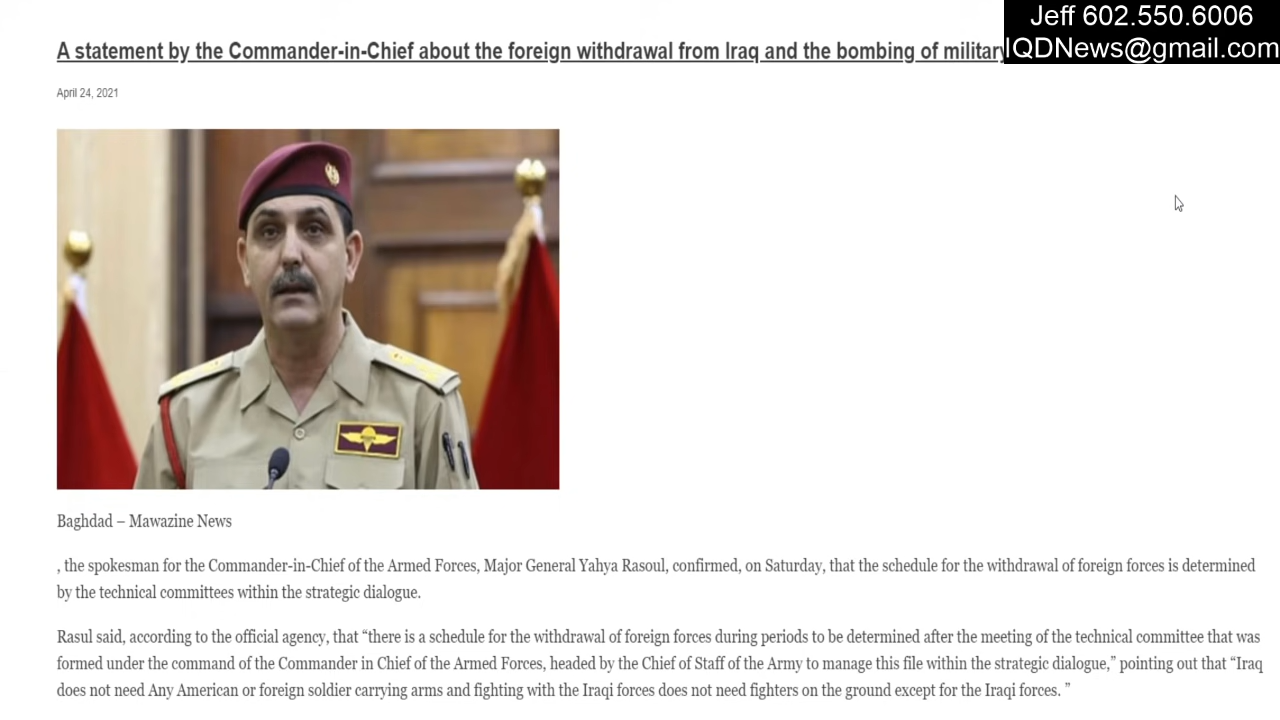 Jeff 602.550.6006
IQDNews@gmail.com
A statement by the Commander-in-Chief about the foreign withdrawal from Iraq and the bombing of military
April 24, 2021
Baghdad – Mawazine News
, the spokesman for the Commander-in-Chief of the Armed Forces, Major General Yahya Rasoul, confirmed, on Saturday, that the schedule for the withdrawal of foreign forces is determined
by the technical committees within the strategic dialogue.
Rasul said, according to the official agency, that “there is a schedule for the withdrawal of foreign forces during periods to be determined after the meeting of the technical committee that was
formed under the command of the Commander in Chief of the Armed Forces, headed by the Chief of Staff of the Army to manage this file within the strategic dialogue,” pointing out that “Iraq
does not need Any American or foreign soldier carrying arms and fighting with the Iraqi forces does not need fighters on the ground except for the Iraqi forces. ”